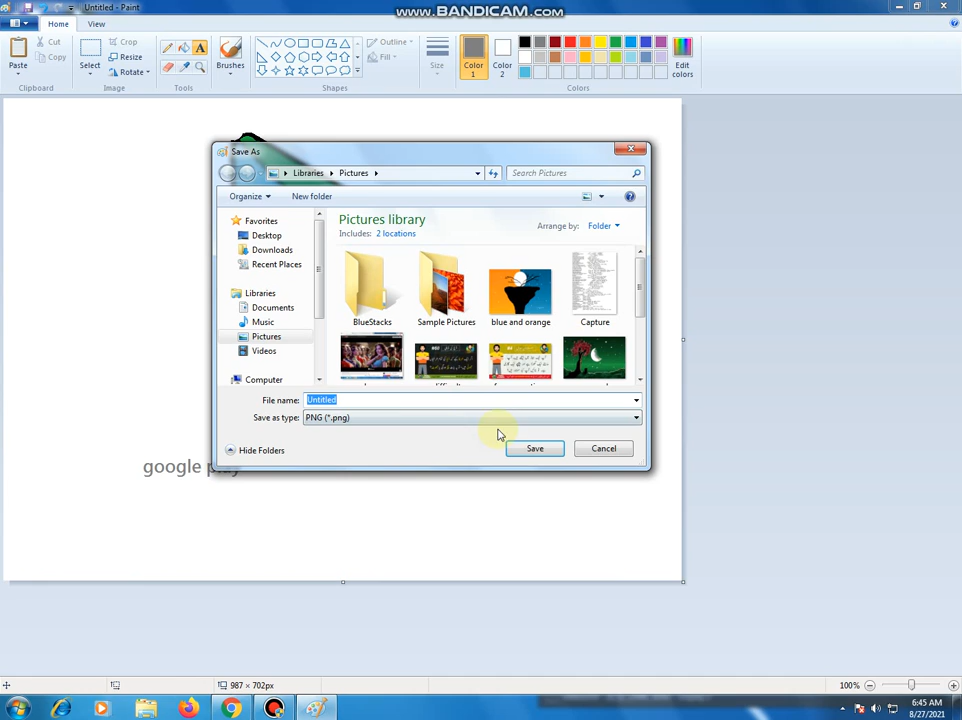 Untitled - Paint
www.BANDICAM.com
Home
View
Paste
Cut
Copy
Clipboard
Select
Crop
Resize
Rotate
Image
Tools
Brushes
Shapes
Outline
Fill
Size
Color 1
Color 2
Edit colors
Colors
Save As
Libraries
Pictures
Search Pictures
Organize
New folder
Favorites
Desktop
Downloads
Recent Places
Libraries
Documents
Music
Pictures
Videos
Computer
Pictures library
Includes: 2 locations
Arrange by: Folder
BlueStacks
Sample Pictures
blue and orange
Capture
File name: Untitled
Save as type: PNG (*.png)
Hide Folders
Save
Cancel
google play
987 × 702px
100%
6:45 AM
8/27/2021